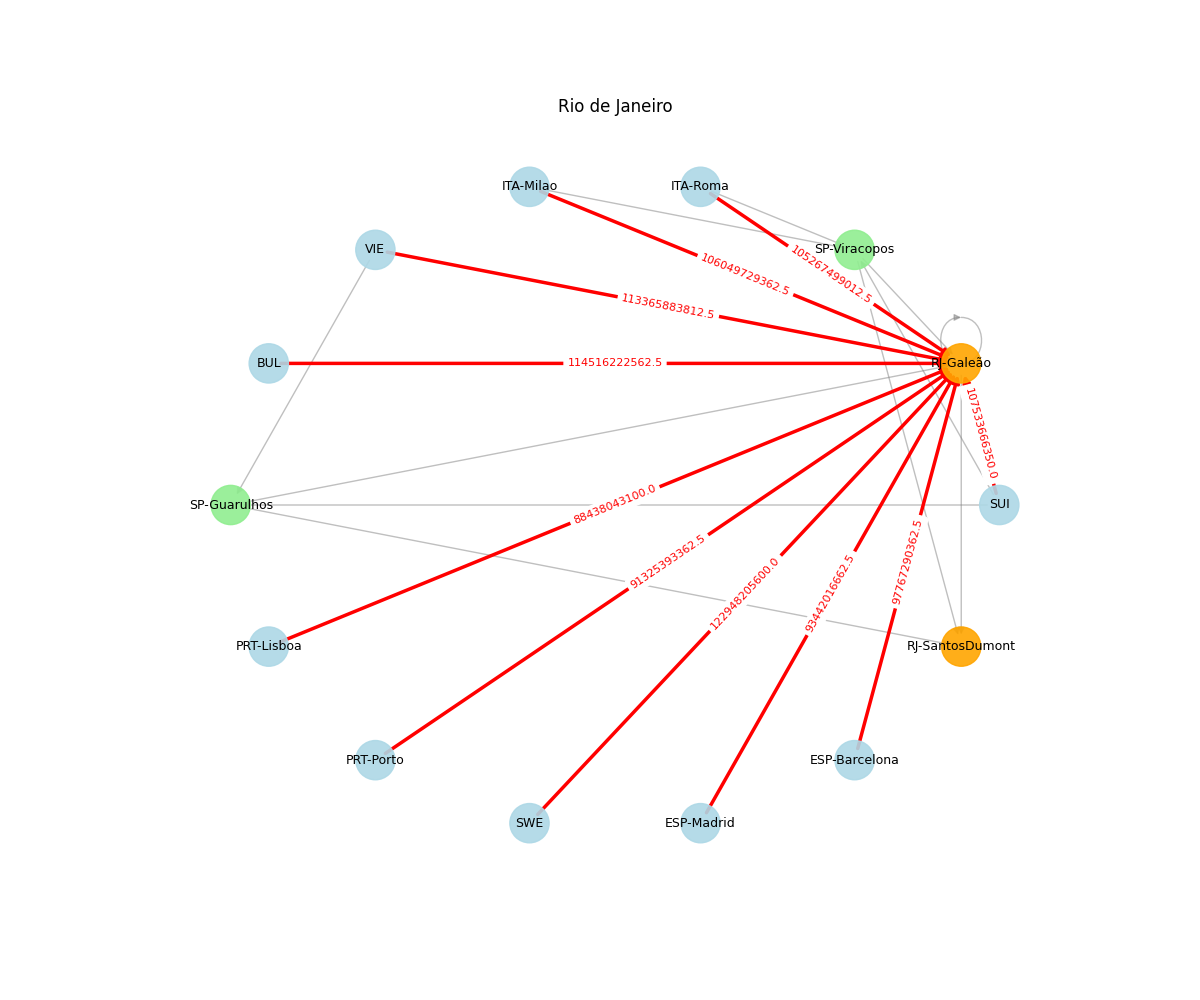 Rio de Janeiro
ITA-Milao
ITA-Roma
VIE
SP-Viracopos
105267499012.5
106049729362.5
113365883812.5
BUL
114516222562.5
RJ-Galeão
107533666350.0
SP-Guarulhos
88438043100.0
SUI
91325393362.5
97767290362.5
122948205600.0
93442016662.5
PRT-Lisboa
RJ-SantosDumont
PRT-Porto
ESP-Barcelona
SWE
ESP-Madrid